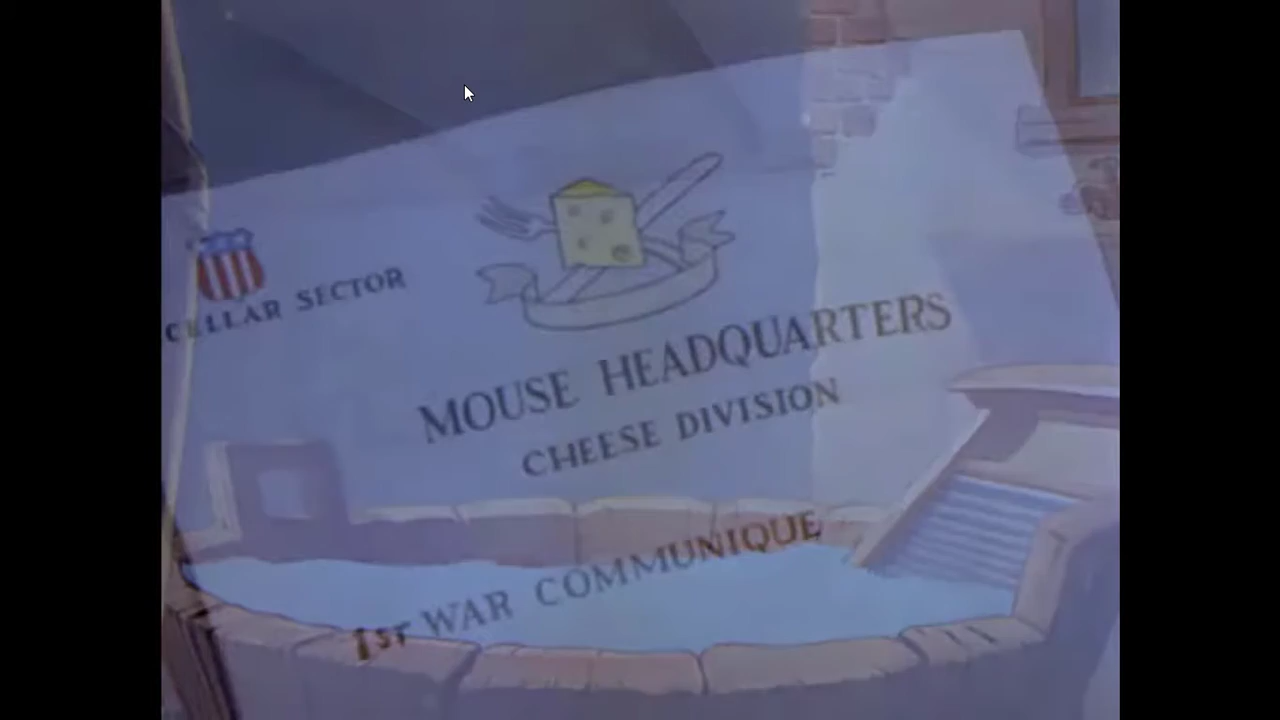 CELLAR SECTOR
MOUSE HEADQUARTERS
CHEESE DIVISION
1ST WAR COMMUNIQUE